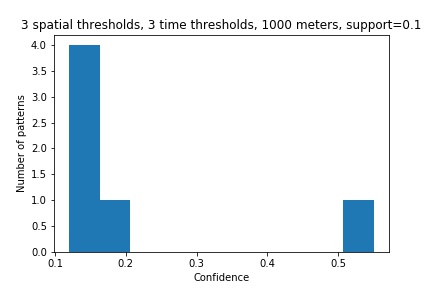 3 spatial thresholds, 3 time thresholds, 1000 meters, support=0.1
Number of patterns
4.0
3.5
3.0
2.5
2.0
1.5
1.0
0.5
0.0
0.1 0.2 0.3 0.4 0.5
Confidence